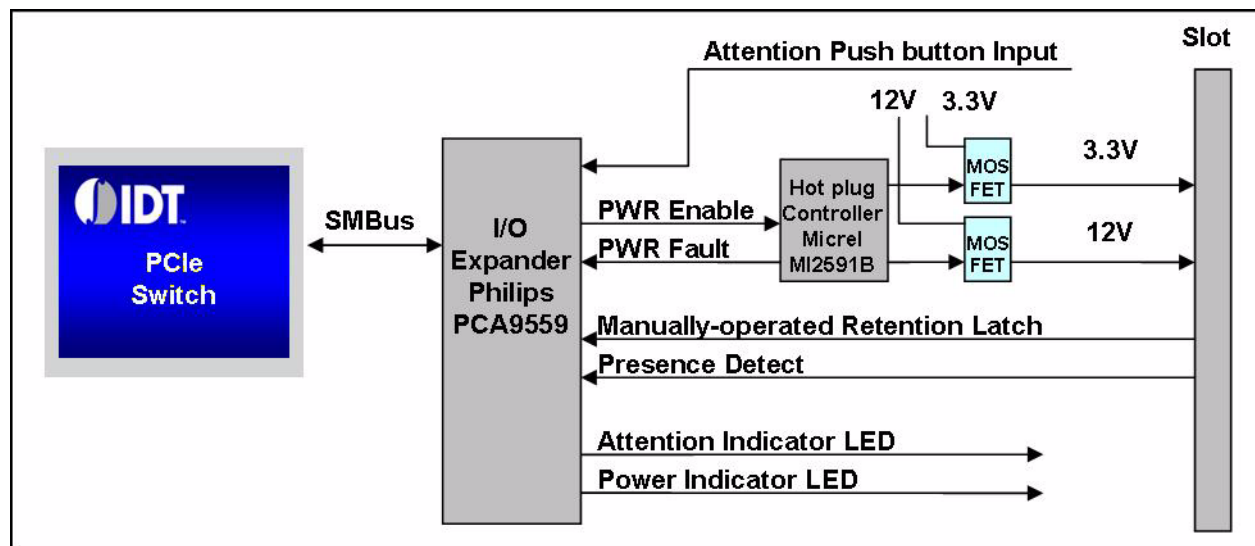 Attention Push button Input
Slot
12V
3.3V
IDT™
PCIe
Switch
SMBus
I/O
Expander
Philips
PCA9559
PWR Enable
PWR Fault
Hot plug
Controller
Micrel
MI2591B
MOS
FET
MOS
FET
3.3V
12V
Manually-operated Retention Latch
Presence Detect
Attention Indicator LED
Power Indicator LED